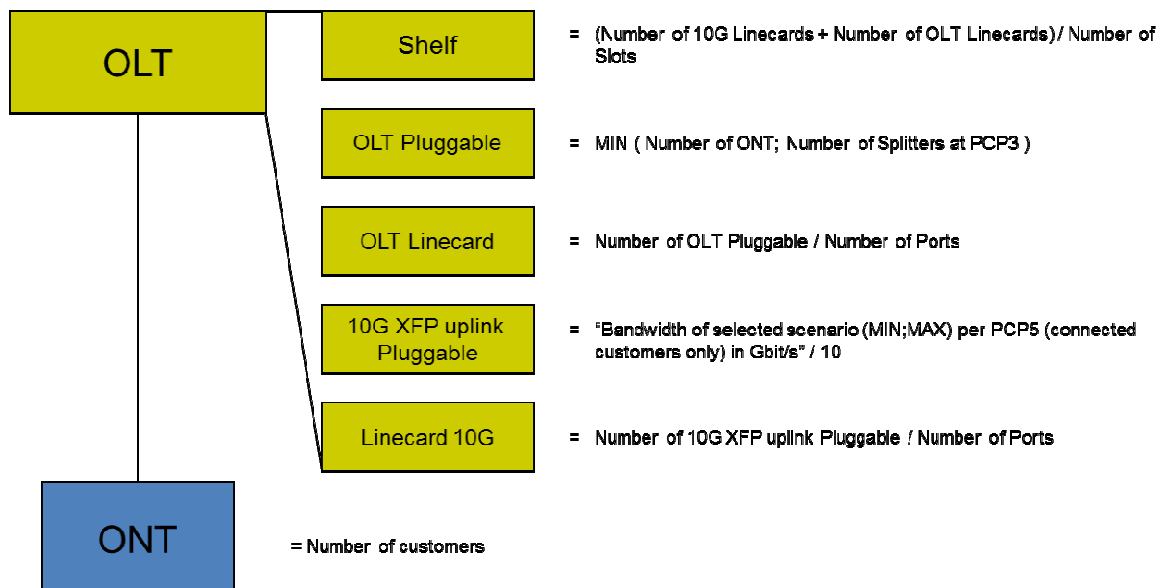 OLT
Shelf
= (Number of 10G Linecards + Number of OLT Linecards) / Number of
Slots
OLT Pluggable
= MIN ( Number of ONT; Number of Splitters at PCP3 )
OLT Linecard
= Number of OLT Pluggable / Number of Ports
10G XFP uplink
Pluggable
= "Bandwidth of selected scenario (MIN;MAX) per PCP5 (connected
customers only) in Gbit/s" / 10
Linecard 10G
= Number of 10G XFP uplink Pluggable / Number of Ports
ONT
= Number of customers